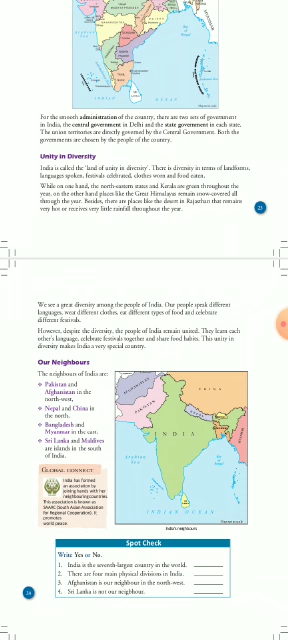 INDIAN OCEAN
For the smooth administration of the country, there are two sets of government
in India, the central government in Delhi and the state government in each state.
The union territories are directly governed by the Central Government. Both the
governments are chosen by the people of the country.
Unity in Diversity
India is called the 'land of unity in diversity'. There is diversity in terms of landforms,
languages spoken, festivals celebrated, clothes worn and food eaten.
While on one hand, the north-eastern states and Kerala are green throughout the
year, on the other hand places like the Great Himalayas remain snow-covered all
through the year. Besides, there are places like the desert in Rajasthan that remains
very hot or receives very little rainfall throughout the year.
23
We see a great diversity among the people of India. Our people speak different
languages, wear different clothes, eat different types of food and celebrate
different festivals.
However, despite the diversity, the people of India remain united. They learn each
other's language, celebrate festivals together and share food habits. This unity in
diversity makes India a very special country.
Our Neighbours
The neighbours of India are:
Pakistan and
Afghanistan in the
north-west,
Nepal and China in
the north,
Bangladesh and
Myanmar in the east,
Sri Lanka and Maldives
are islands in the south
of India.
GLOBAL CONNECT
India has formed
an association by
joining hands with her
neighbouring countries.
This association is known as
SAARC (South Asian Association
for Regional Cooperation). It
promotes
world peace.
AFGHANISTAN
PAKISTAN
CHINA
NEPAL
INDIA
Arabian
Sea
Bay
of
INDIAN OCEAN
India's neighbours
Spot Check
Write Yes or No.
1. India is the seventh-largest country in the world.
2. There are four main physical divisions in India.
3. Afghanistan is our neighbour in the north-west.
4. Sri Lanka is not our neighbour.
24